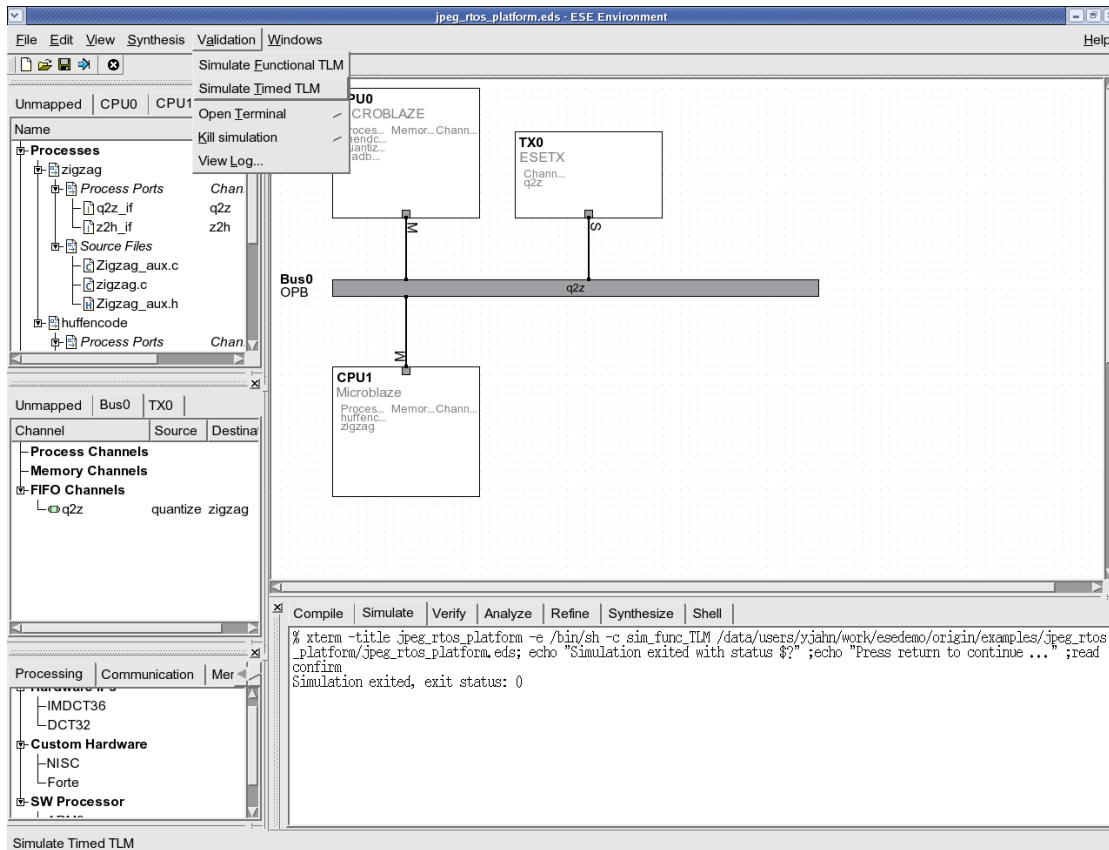 jpeg_rtos_platform.eds - ESE Environment
File Edit View Synthesis Validation Windows Help
Simulate Functional TLM
Simulate Timed TLM
Open Terminal
Kill simulation
View Log...
Unmapped CPU0 CPU1
Name
Processes
zigzag
Process Ports Chan
q2z_if q2z
z2h_if z2h
Source Files
Zigzag_aux.c
zigzag.c
Zigzag_aux.h
huffencode
Process Ports Chan
PU0
CROBLAZE
roces... Memor... Chann...
endc...
uantiz...
adb...
TX0
ESETX
Chann...
q2z
M
S
Bus0
OPB
q2z
M
CPU1
Microblaze
Proces... Memor... Chann...
huffenc...
zigzag
Unmapped Bus0 TX0
Channel Source Destina
Process Channels
Memory Channels
FIFO Channels
q2z quantize zigzag
Processing Communication Mer
IMDCT36
DCT32
Custom Hardware
NISC
Forte
SW Processor
Compile Simulate Verify Analyze Refine Synthesize Shell
% xterm -title jpeg_rtos_platform -e /bin/sh -c sim_func_TLM /data/users/yjahn/work/esedemo/origin/examples/jpeg_rtos
_platform/jpeg_rtos_platform.eds; echo "Simulation exited with status $?" ;echo "Press return to continue ..." ;read
confirm
Simulation exited, exit status: 0
Simulate Timed TLM